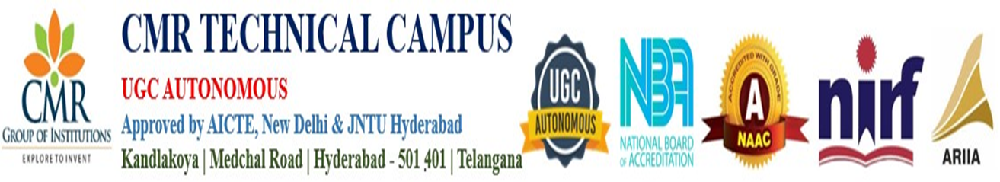 CMR
GROUP OF INSTITUTIONS
EXPLORE TO INVENT
CMR TECHNICAL CAMPUS
UGC AUTONOMOUS
Approved by AICTE, New Delhi & JNTU Hyderabad
Kandlakoya | Medchal Road | Hyderabad - 501 401 | Telangana
UGC
AUTONOMOUS
NBA
NATIONAL BOARD
OF ACCREDITATION
ACCREDITED WITH GRADE
A
NAAC
nirf
ARIIA